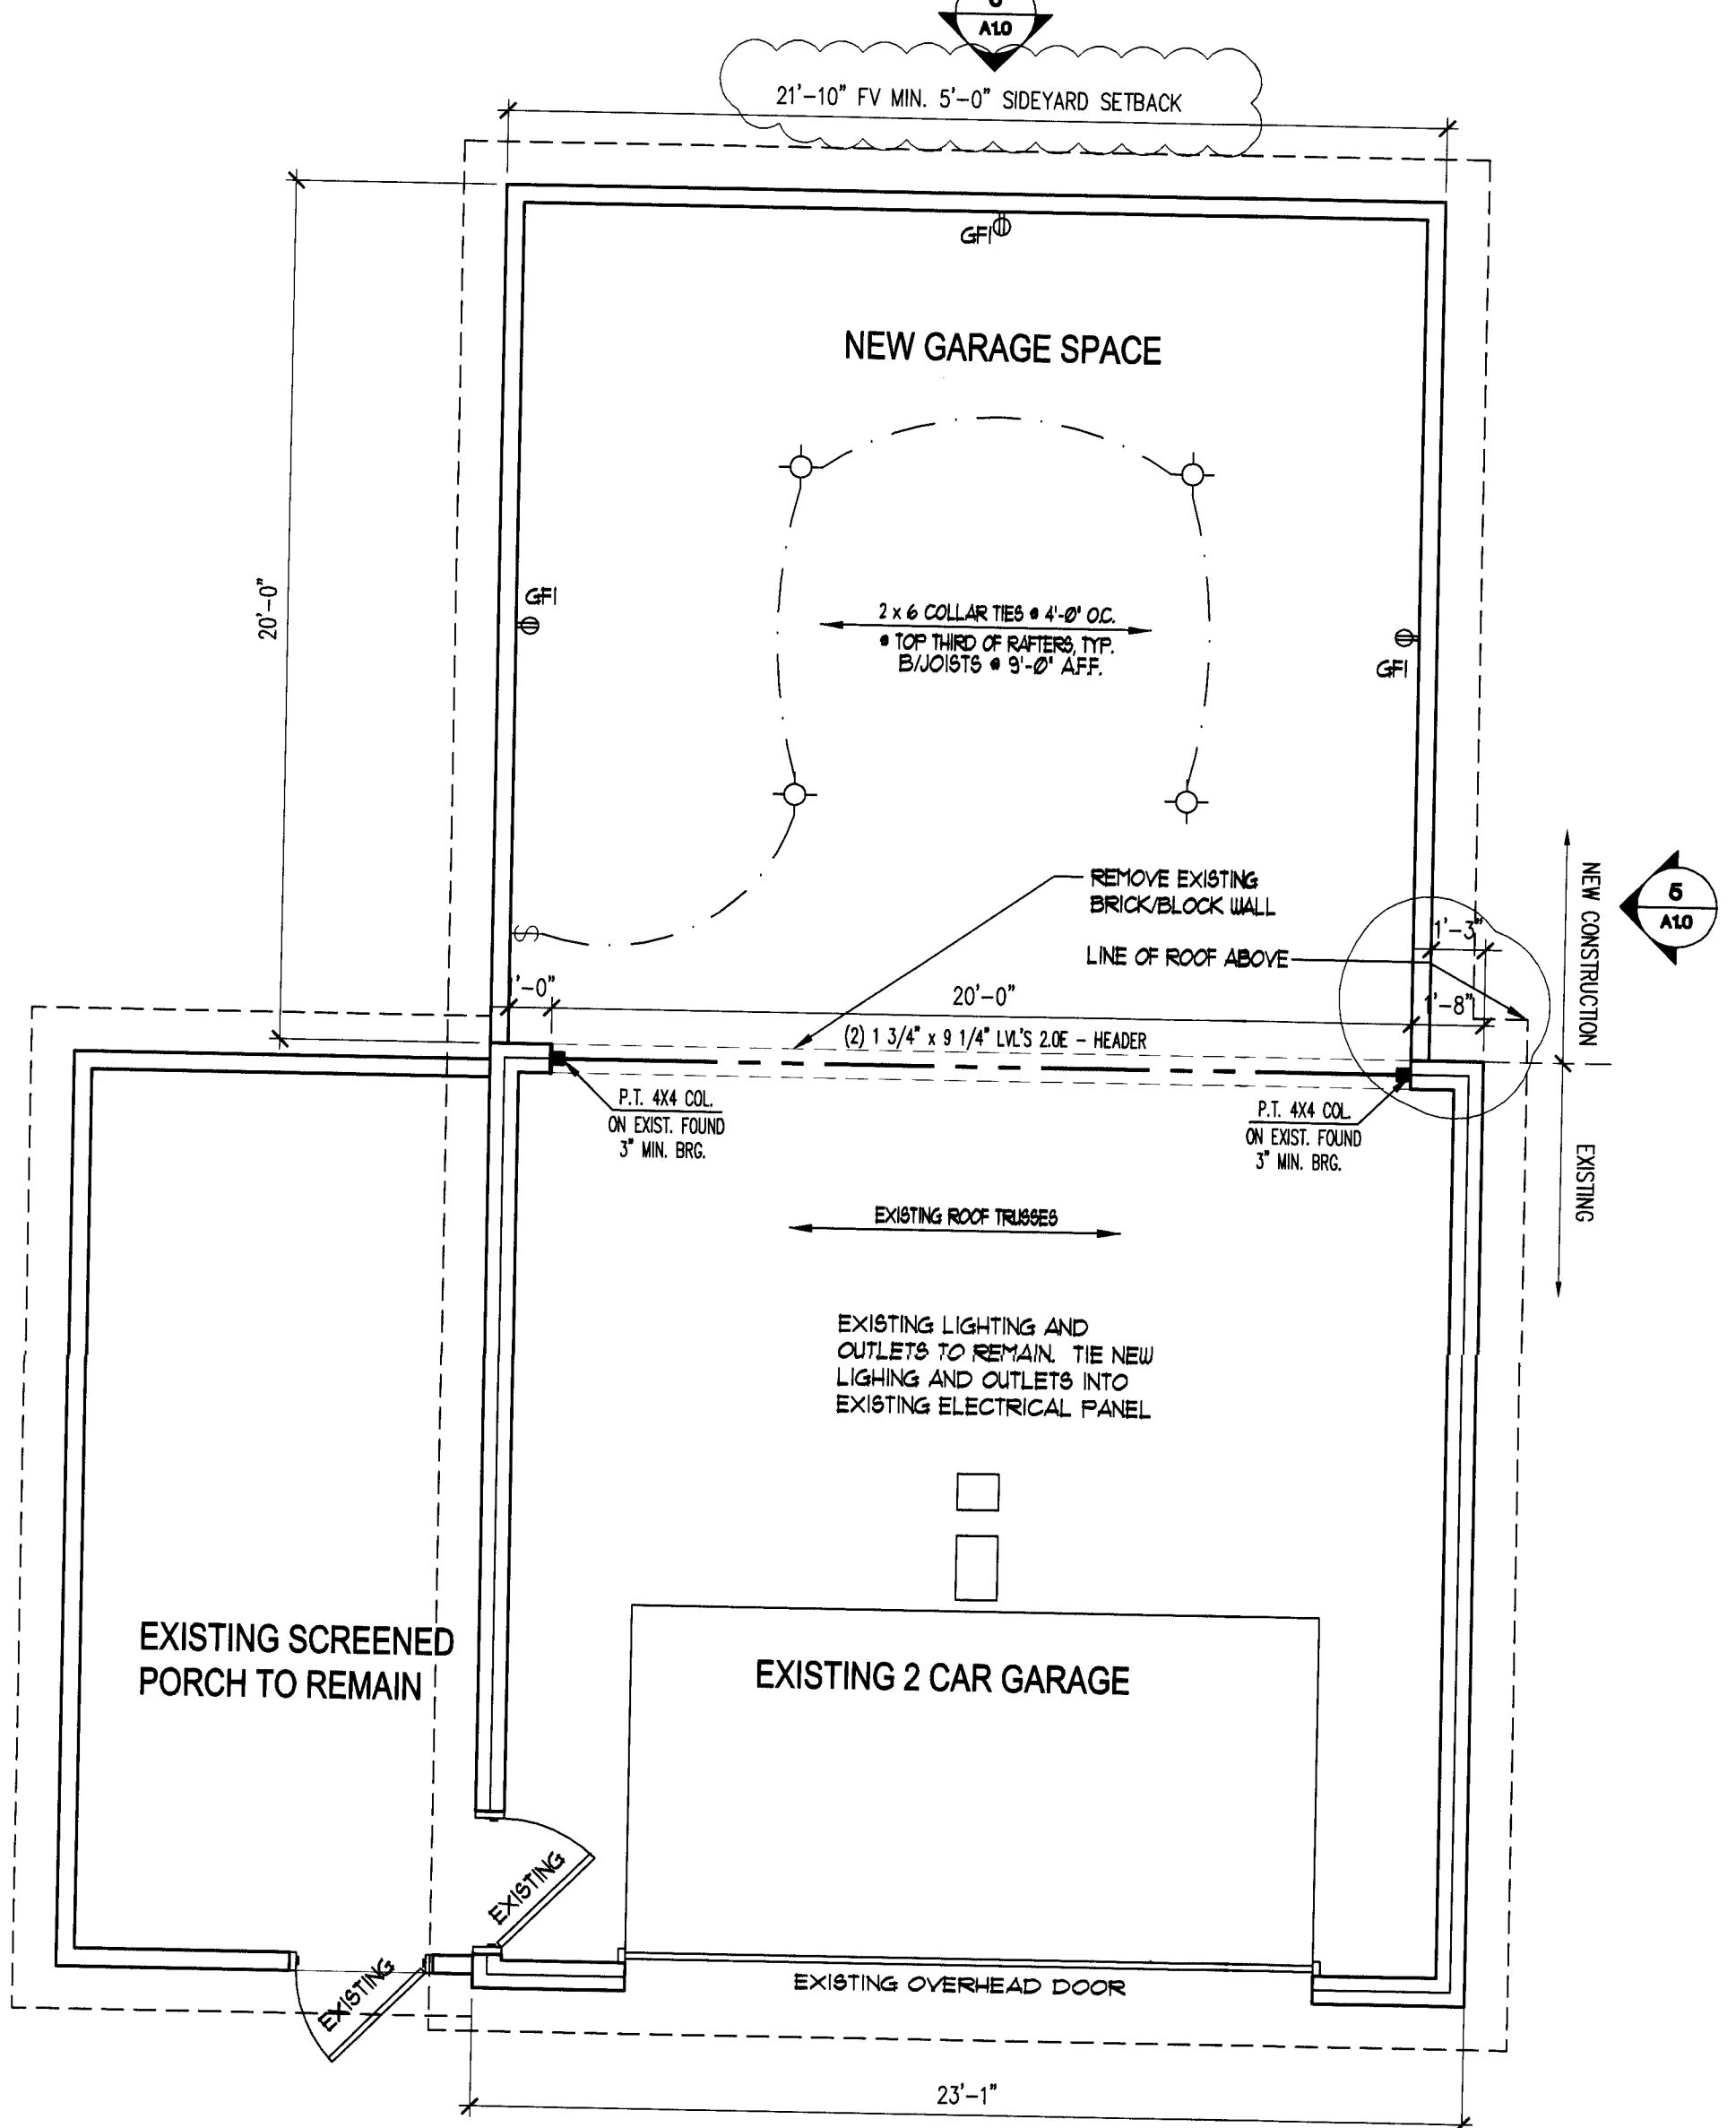 A1.0
21'-10" FV MIN. 5'-0" SIDEYARD SETBACK
GFI
NEW GARAGE SPACE
20'-0"
GFI
2 x 6 COLLAR TIES @ 4'-0" O.C.
@ TOP THIRD OF RAFTERS, TYP.
B/JOISTS @ 9'-0" A.F.F.
GFI
REMOVE EXISTING
BRICK/BLOCK WALL
LINE OF ROOF ABOVE
NEW CONSTRUCTION
5
A1.0
1'-3"
S
'-0"
20'-0"
1'-8"
(2) 1 3/4" x 9 1/4" LVL'S 2.0E - HEADER
P.T. 4X4 COL.
ON EXIST. FOUND
3" MIN. BRG.
P.T. 4X4 COL.
ON EXIST. FOUND
3" MIN. BRG.
EXISTING
EXISTING ROOF TRUSSES
EXISTING LIGHTING AND
OUTLETS TO REMAIN. TIE NEW
LIGHING AND OUTLETS INTO
EXISTING ELECTRICAL PANEL
EXISTING SCREENED
PORCH TO REMAIN
EXISTING 2 CAR GARAGE
EXISTING
EXISTING
EXISTING OVERHEAD DOOR
23'-1"